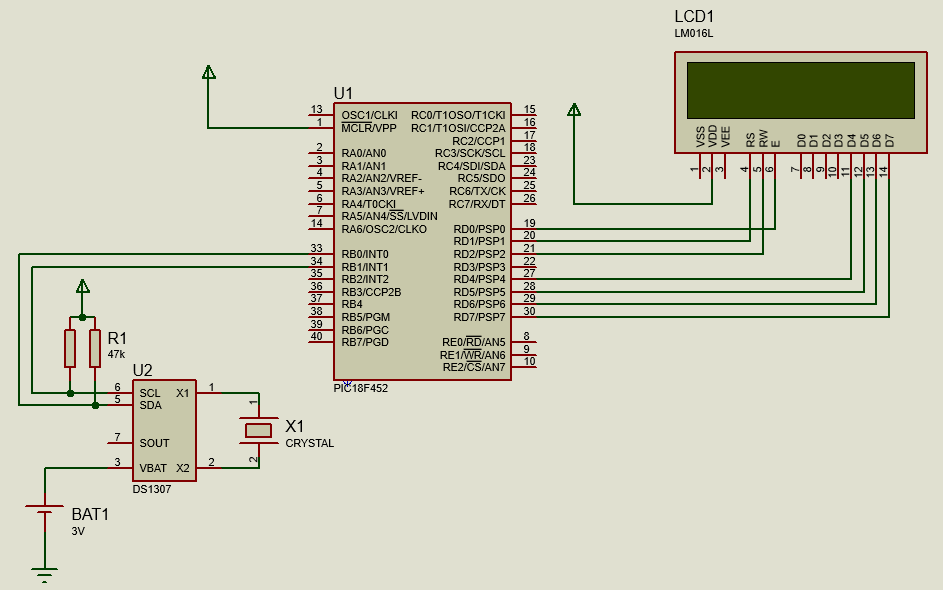 LCD1
LM016L
VSS
VDD
VEE
RS
RW
E
D0
D1
D2
D3
D4
D5
D6
D7
1
2
3
4
5
6
7
8
9
10
11
12
13
14
U1
13 OSC1/CLKI RC0/T1OSO/T1CKI 15
1 MCLR/VPP RC1/T1OSI/CCP2A 16
RC2/CCP1 17
2 RA0/AN0 RC3/SCK/SCL 18
3 RA1/AN1 RC4/SDI/SDA 23
4 RA2/AN2/VREF- RC5/SDO 24
5 RA3/AN3/VREF+ RC6/TX/CK 25
6 RA4/T0CKI RC7/RX/DT 26
7 RA5/AN4/SS/LVDIN
14 RA6/OSC2/CLKO RD0/PSP0 19
RD1/PSP1 20
33 RB0/INT0 RD2/PSP2 21
34 RB1/INT1 RD3/PSP3 22
35 RB2/INT2 RD4/PSP4 27
36 RB3/CCP2B RD5/PSP5 28
37 RB4 RD6/PSP6 29
38 RB5/PGM RD7/PSP7 30
39 RB6/PGC
40 RB7/PGD RE0/RD/AN5 8
RE1/WR/AN6 9
RE2/CS/AN7 10
PIC18F452
R1
47k
U2
6 SCL X1 1
5 SDA
7 SOUT
3 VBAT X2 2
DS1307
1
X1
CRYSTAL
2
BAT1
3V